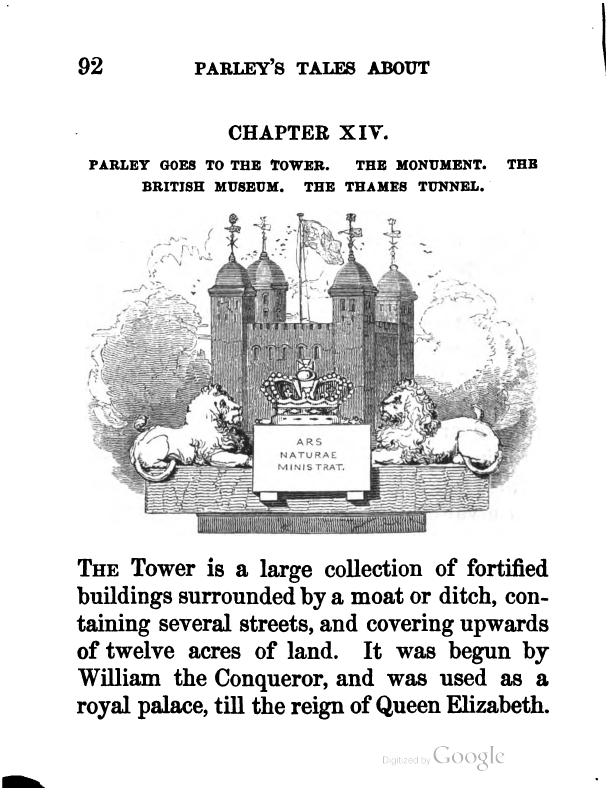 92 PARLEY'S TALES ABOUT
CHAPTER XIV.
PARLEY GOES TO THE TOWER. THE MONUMENT. THE
BRITISH MUSEUM. THE THAMES TUNNEL.
ARS
NATURAE
MINISTRAT.
THE Tower is a large collection of fortified
buildings surrounded by a moat or ditch, con-
taining several streets, and covering upwards
of twelve acres of land. It was begun by
William the Conqueror, and was used as a
royal palace, till the reign of Queen Elizabeth.
Digitized by Google